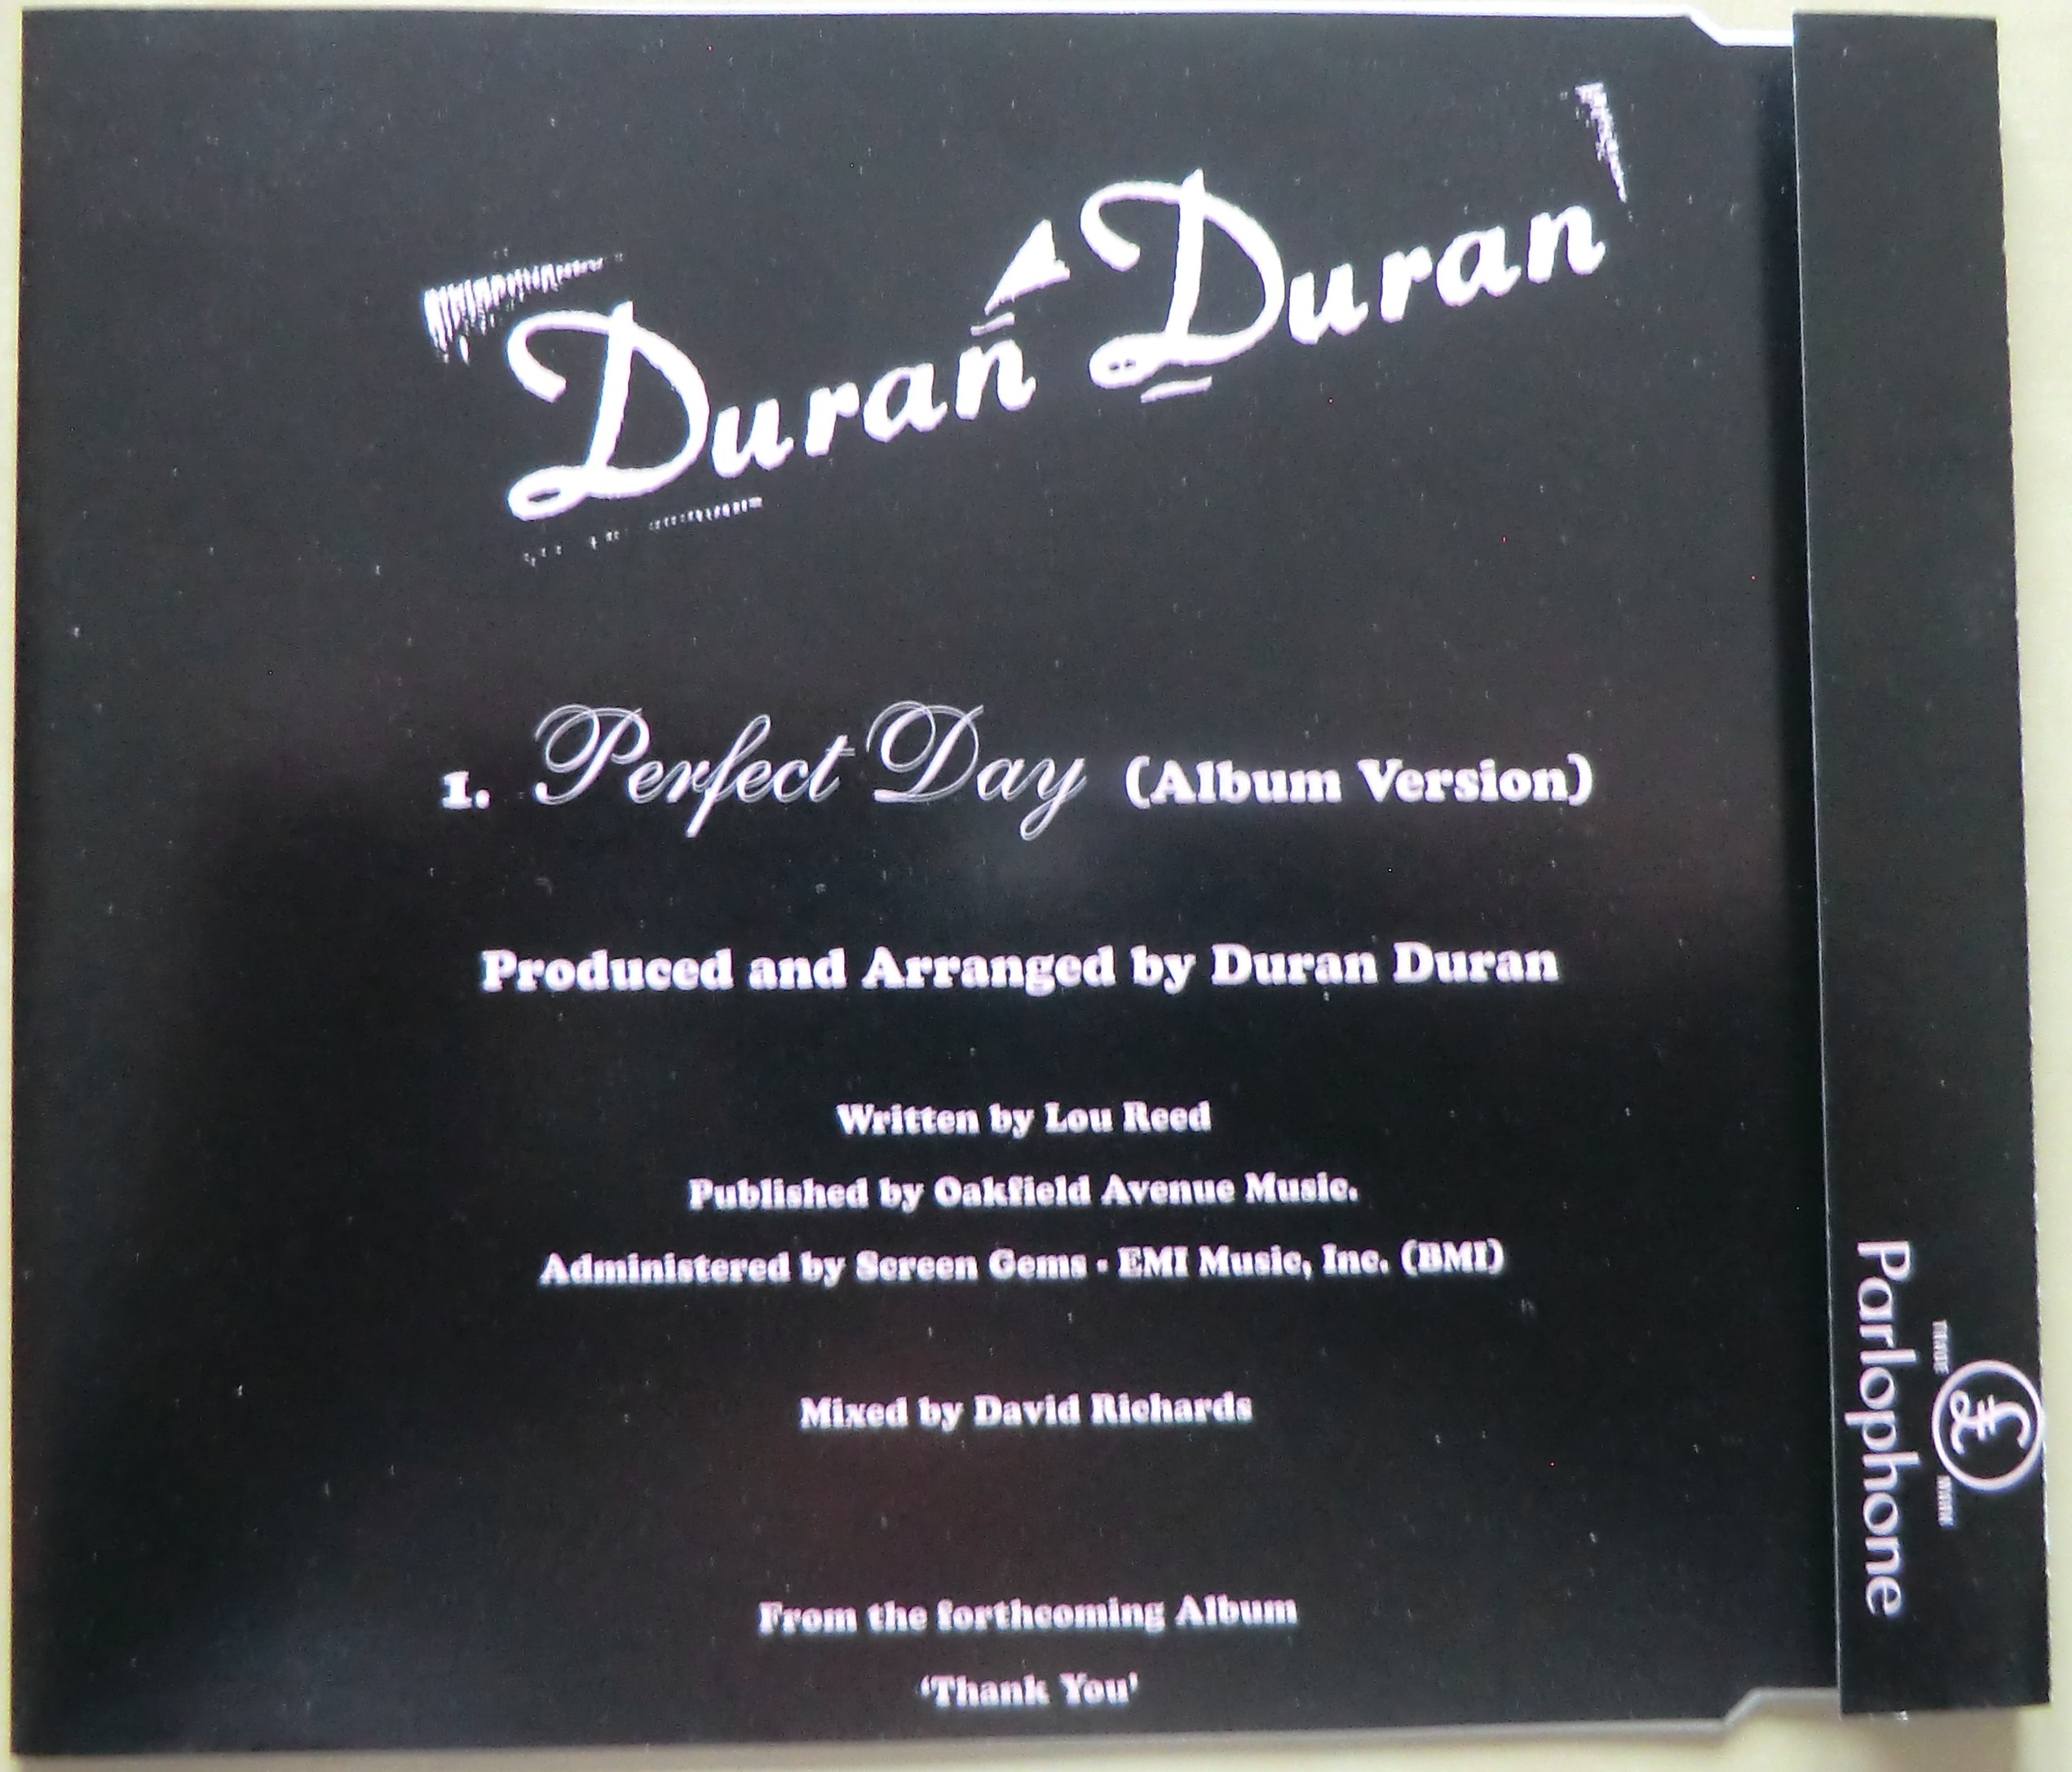 Duran Duran
1. Perfect Day (Album Version)
Produced and Arranged by Duran Duran
Written by Lou Reed
Published by Oakfield Avenue Music.
Administered by Screen Gems - EMI Music, Inc. (BMI)
Mixed by David Richards
From the forthcoming Album
‘Thank You’
TRADE £ MARK
Parlophone